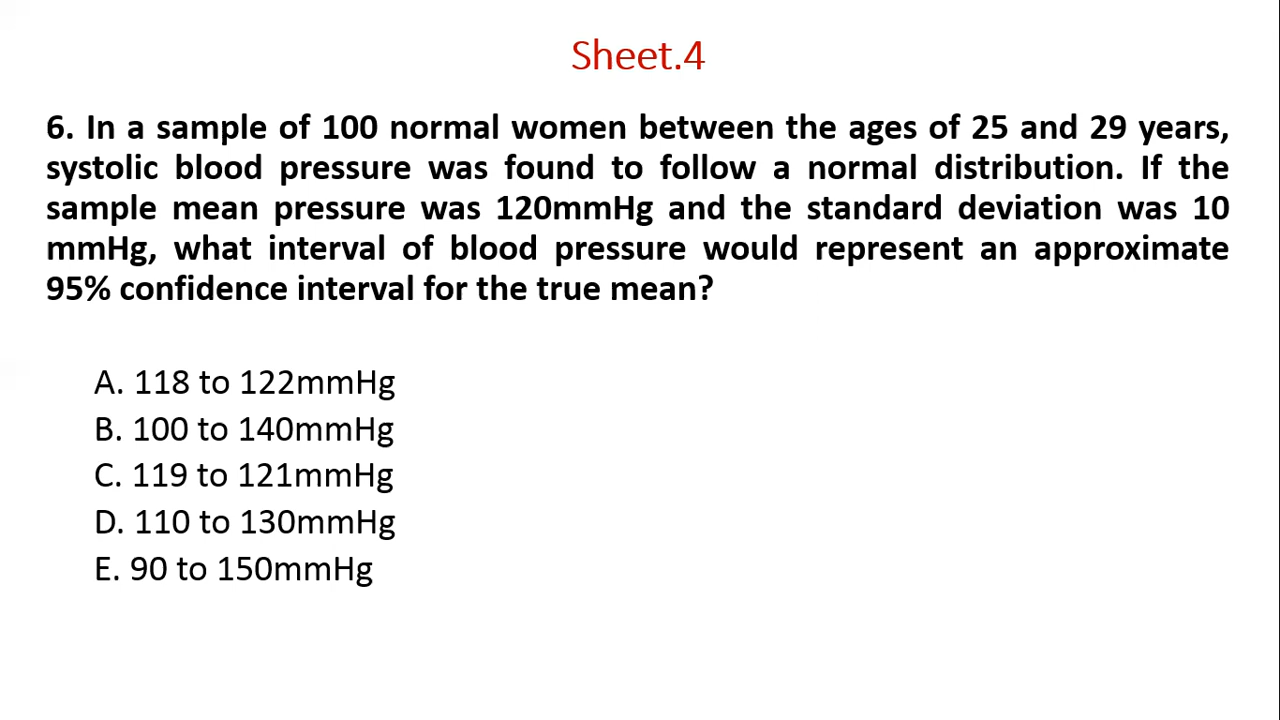 Sheet.4
6. In a sample of 100 normal women between the ages of 25 and 29 years,
systolic blood pressure was found to follow a normal distribution. If the
sample mean pressure was 120mmHg and the standard deviation was 10
mmHg, what interval of blood pressure would represent an approximate
95% confidence interval for the true mean?
A. 118 to 122mmHg
B. 100 to 140mmHg
C. 119 to 121mmHg
D. 110 to 130mmHg
E. 90 to 150mmHg